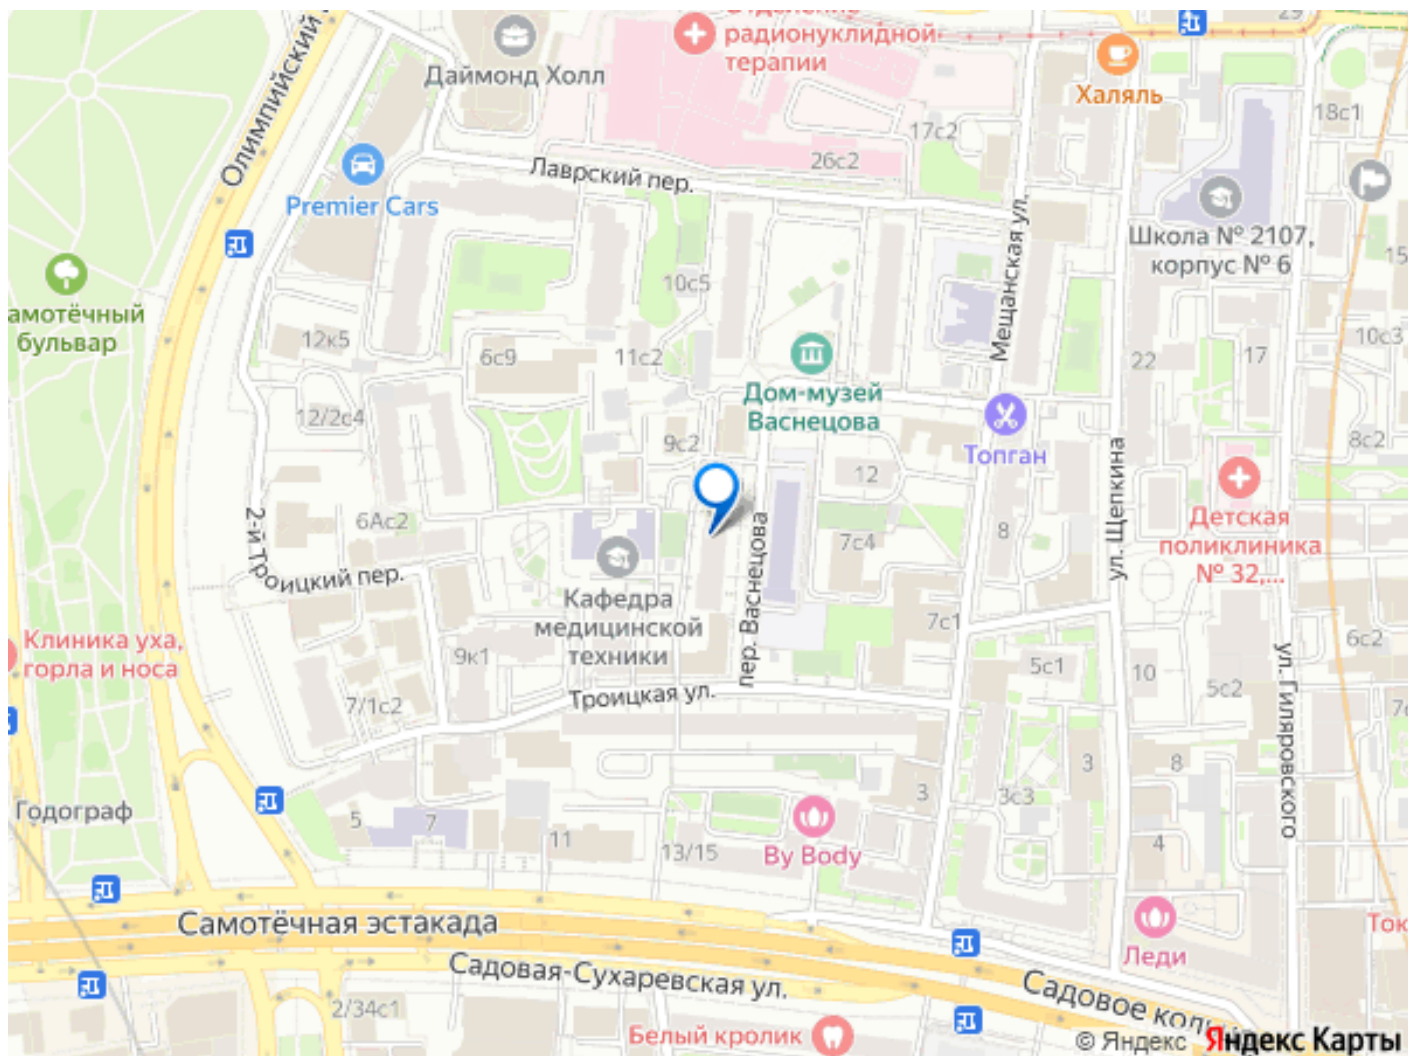 Олимпийский
Даймонд Холл
Отделение
радионуклидной
терапии
29
Халяль
18с1
17с2
26с2
Лаврский пер.
Premier Cars
Мещанская ул.
Школа № 2107,
корпус № 6
15
амотёчный
бульвар
10с5
12к5
6с9
11с2
Дом-музей
Васнецова
22
17
10с3
12/2с4
9с2
12
Топган
8с2
2-й Троицкий пер.
6Ас2
пер. Васнецова
7с4
8
ул. Щепкина
Детская
поликлиника
№ 32,...
Кафедра
медицинской
техники
Клиника уха,
горла и носа
9к1
7с1
5с1
10
5с2
6с2
ул. Гиляровского
7/1с2
Троицкая ул.
7с
3
8
3
3с3
Годограф
5
7
11
13/15
By Body
4
Самотёчная эстакада
Леди
Ток
Садовая-Сухаревская ул.
Садовое коль
2/34с1
Белый кролик
© Яндекс Яндекс Карты